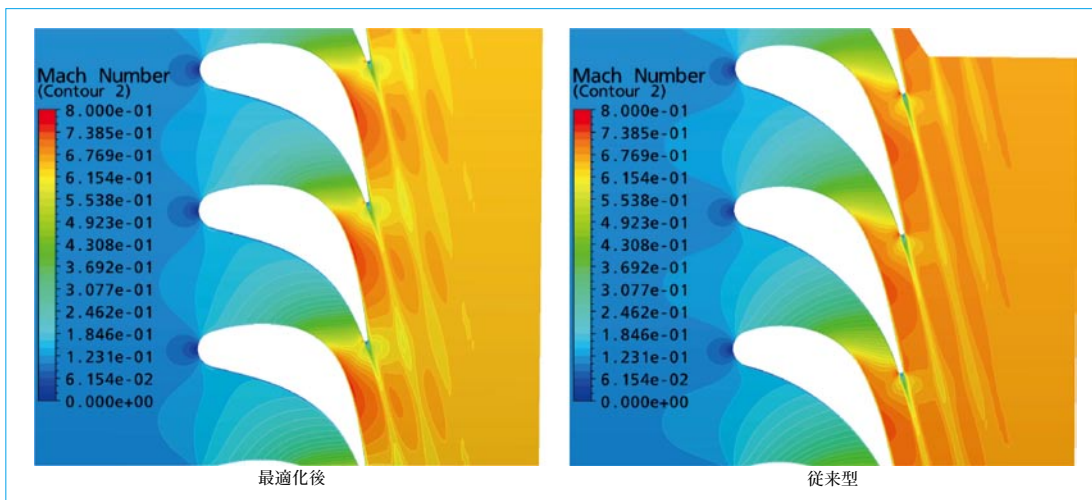 Mach Number
(Contour 2)
8.000e-01
7.385e-01
6.769e-01
6.154e-01
5.538e-01
4.923e-01
4.308e-01
3.692e-01
3.077e-01
2.462e-01
1.846e-01
1.231e-01
6.154e-02
0.000e+00
最適化後
Mach Number
(Contour 2)
8.000e-01
7.385e-01
6.769e-01
6.154e-01
5.538e-01
4.923e-01
4.308e-01
3.692e-01
3.077e-01
2.462e-01
1.846e-01
1.231e-01
6.154e-02
0.000e+00
従来型